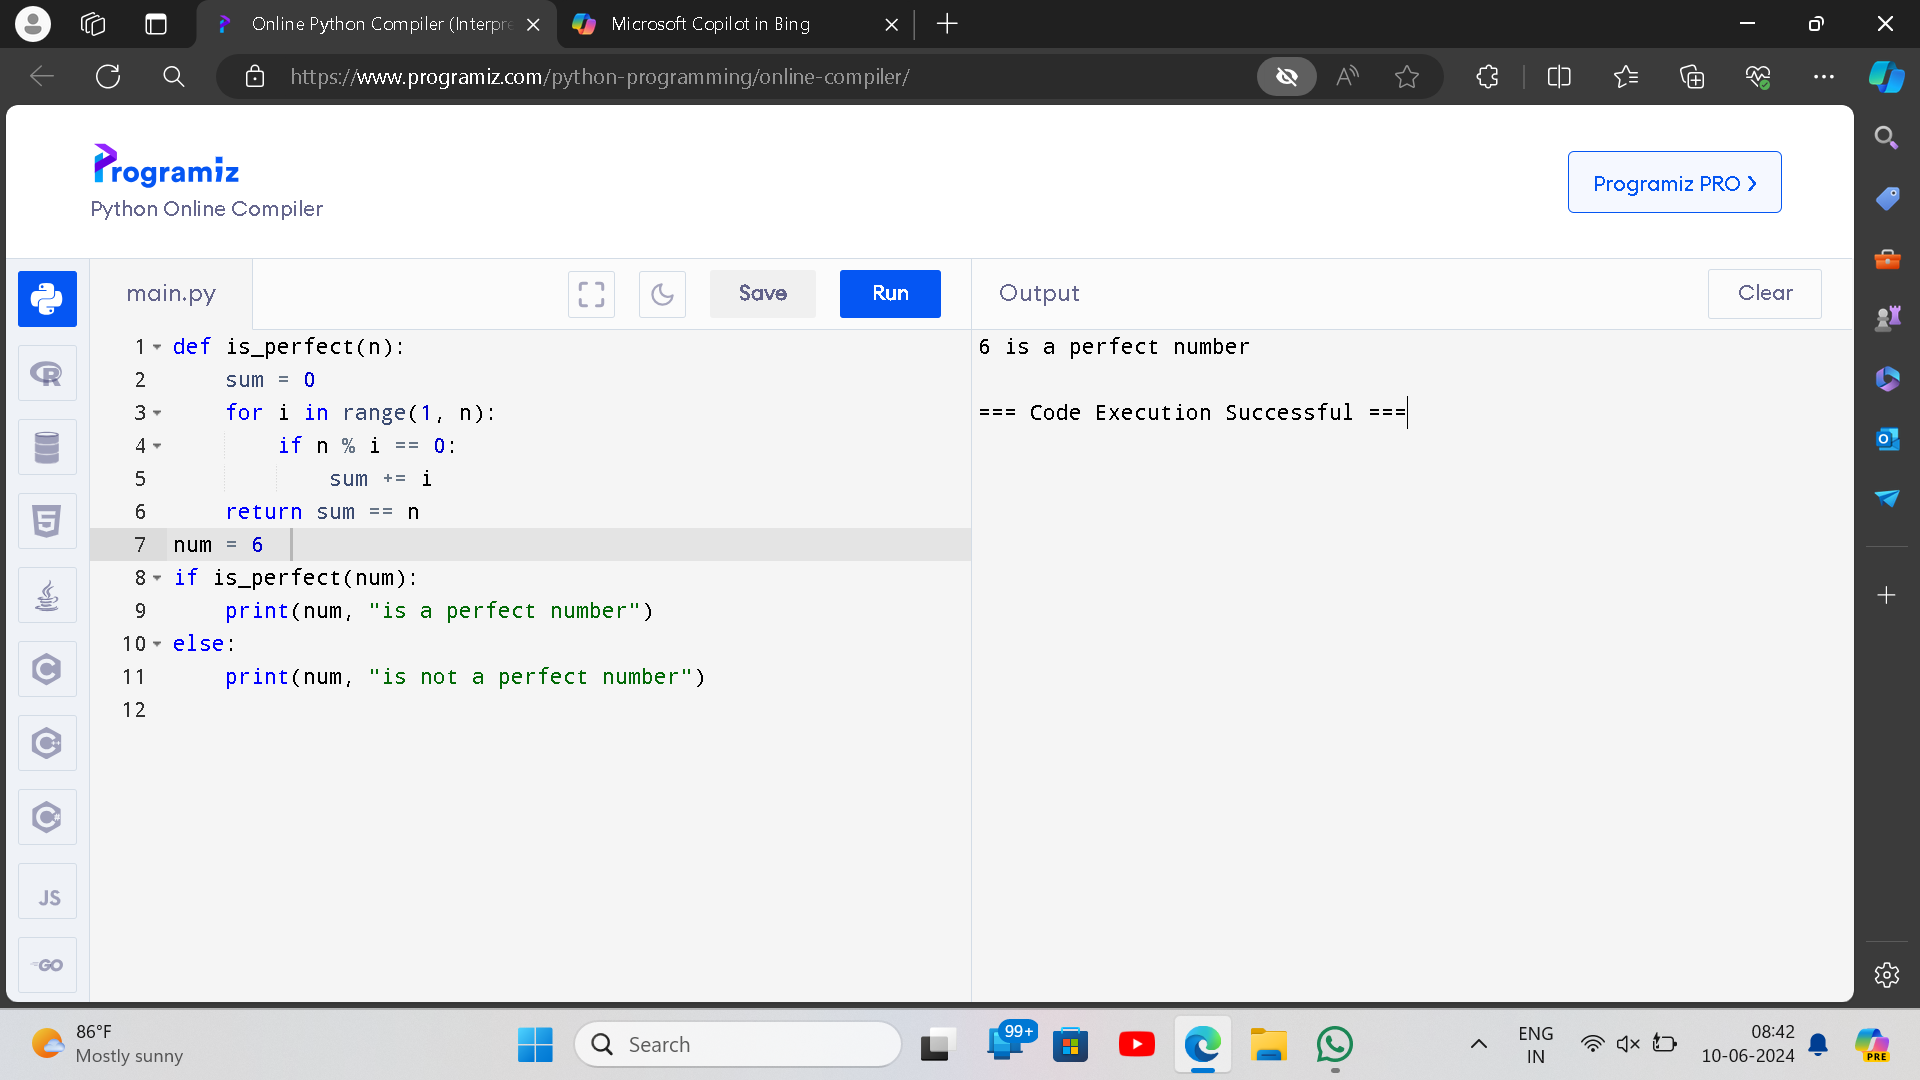 Online Python Compiler (Interpre
Microsoft Copilot in Bing
https://www.programiz.com/python-programming/online-compiler/
Programiz
Python Online Compiler
Programiz PRO
main.py
Save
Run
Output
Clear
1 def is_perfect(n):
2 sum = 0
3 for i in range(1, n):
4 if n % i == 0:
5 sum += i
6 return sum == n
7 num = 6
8 if is_perfect(num):
9 print(num, "is a perfect number")
10 else:
11 print(num, "is not a perfect number")
12
6 is a perfect number
=== Code Execution Successful ===
R
5
C
C++
C#
JS
GO
86°F
Mostly sunny
Search
99+
ENG
IN
08:42
10-06-2024
PRE